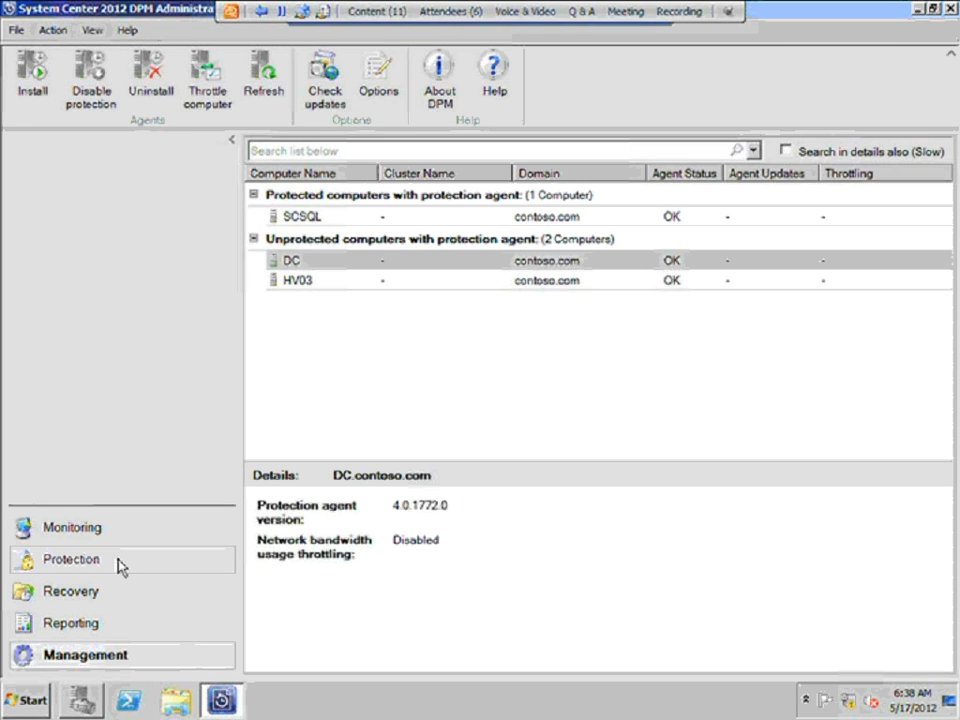 System Center 2012 DPM Administra
Content (11) Attendees (6) Voice & Video Q & A Meeting Recording
File Action View Help
Install Disable protection Uninstall Throttle computer Refresh Check updates Options About DPM Help
Agents Options Help
Search list below Search in details also (Slow)
Computer Name Cluster Name Domain Agent Status Agent Updates Throttling
Protected computers with protection agent: (1 Computer)
SCSQL - contoso.com OK - -
Unprotected computers with protection agent: (2 Computers)
DC - contoso.com OK - -
HV03 - contoso.com OK - -
Details: DC.contoso.com
Protection agent version: 4.0.1772.0
Network bandwidth usage throttling: Disabled
Monitoring
Protection
Recovery
Reporting
Management
Start
6:38 AM
5/17/2012